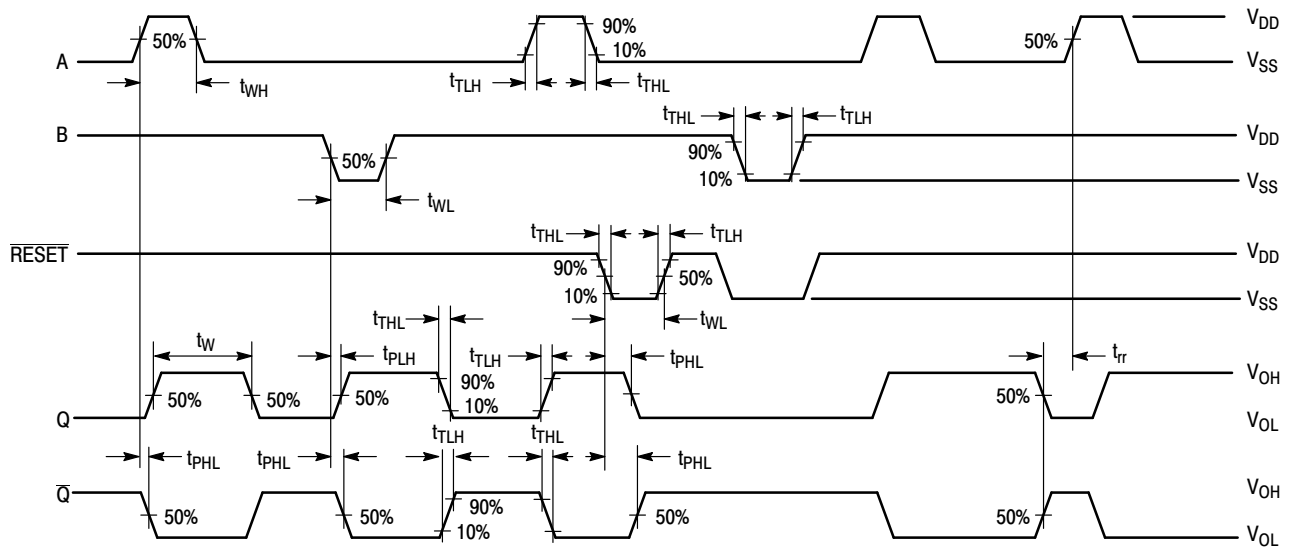 A 50% 90% 10% 50% V_DD
V_SS
t_WH t_TLH t_THL
t_THL t_TLH
B 50% 90% 10% V_DD
V_SS
t_WL
t_THL t_TLH
R̅E̅S̅E̅T̅ 90% 50% V_DD
10% V_SS
t_THL t_WL
t_W t_PLH t_TLH t_PHL t_rr
Q 50% 50% 50% 90% 10% 90% 10% 50% V_OH
V_OL
t_TLH t_THL
t_PHL t_PHL t_PHL
Q̅ 50% 50% 90% 10% 50% 50% V_OH
V_OL